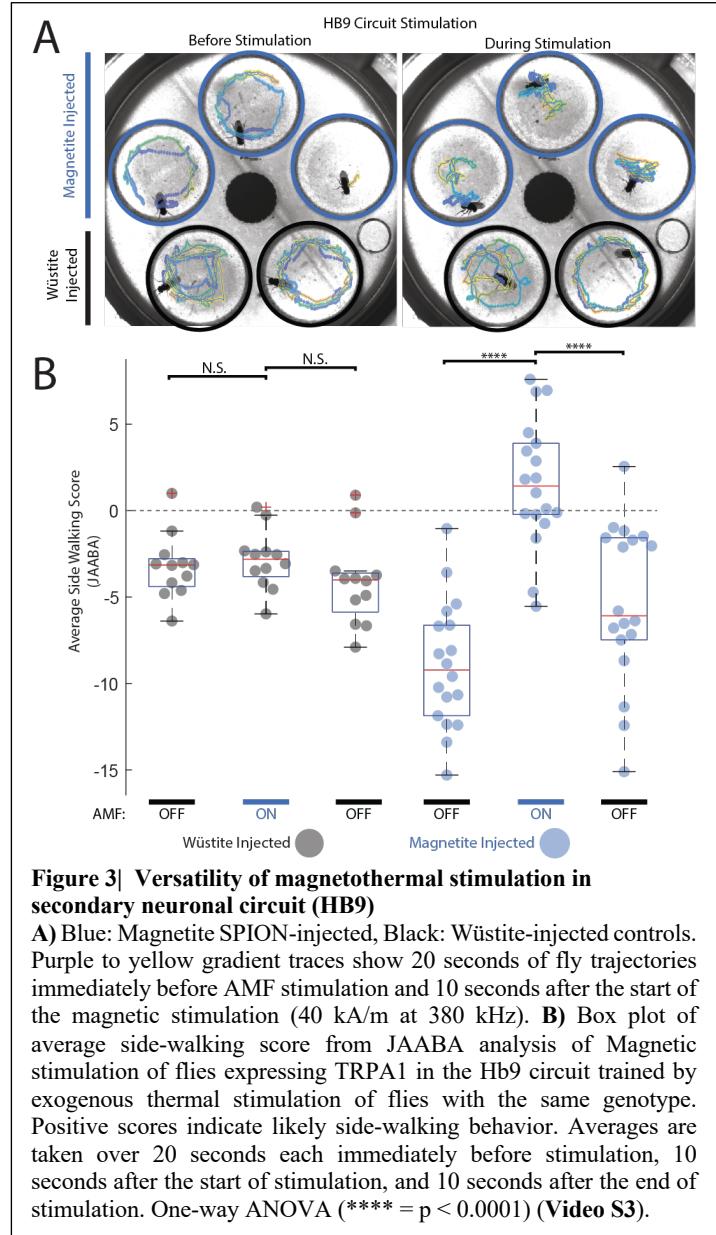 A
HB9 Circuit Stimulation
Before Stimulation
During Stimulation
Magnetite Injected
Wüstite
Injected
B
N.S.
N.S.
****
****
Average Side Walking Score
(JAABA)
5
0
-5
-10
-15
AMF:
OFF
ON
OFF
OFF
ON
OFF
Wüstite Injected
Magnetite Injected
Figure 3| Versatility of magnetothermal stimulation in
secondary neuronal circuit (HB9)
A) Blue: Magnetite SPION-injected, Black: Wüstite-injected controls.
Purple to yellow gradient traces show 20 seconds of fly trajectories
immediately before AMF stimulation and 10 seconds after the start of
the magnetic stimulation (40 kA/m at 380 kHz). B) Box plot of
average side-walking score from JAABA analysis of Magnetic
stimulation of flies expressing TRPA1 in the Hb9 circuit trained by
exogenous thermal stimulation of flies with the same genotype.
Positive scores indicate likely side-walking behavior. Averages are
taken over 20 seconds each immediately before stimulation, 10
seconds after the start of stimulation, and 10 seconds after the end of
stimulation. One-way ANOVA (**** = p < 0.0001) (Video S3).